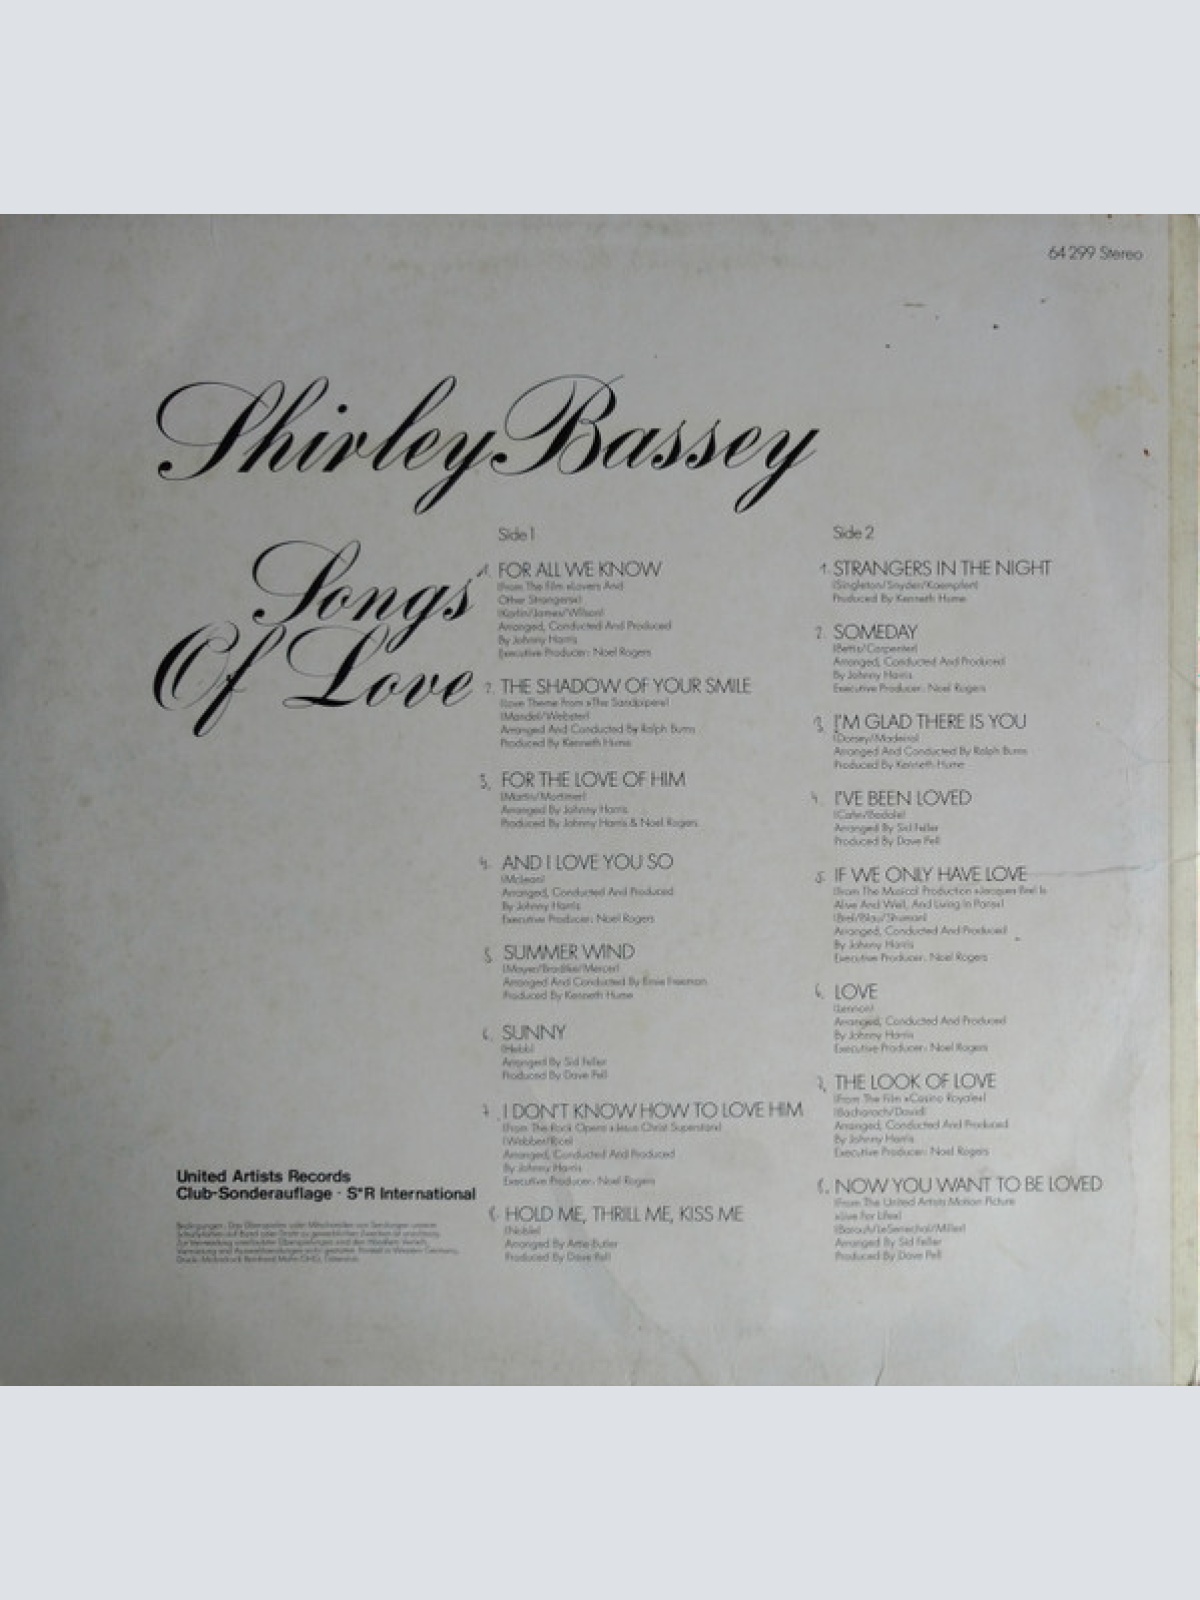 64 299 Stereo
Shirley Bassey
Songs
Of Love
Side 1
1. FOR ALL WE KNOW
(From The Film »Lovers And
Other Strangers«)
(Karlin/James/Wilson)
Arranged, Conducted And Produced
By Johnny Harris
Executive Producer: Noel Rogers
2. THE SHADOW OF YOUR SMILE
(Love Theme From »The Sandpipers«)
(Mandel/Webster)
Arranged And Conducted By Ralph Burns
Produced By Kenneth Hume
3. FOR THE LOVE OF HIM
(Martin/Mortimer)
Arranged By Johnny Harris
Produced By Johnny Harris & Noel Rogers
4. AND I LOVE YOU SO
(McLean)
Arranged, Conducted And Produced
By Johnny Harris
Executive Producer: Noel Rogers
5. SUMMER WIND
(Mayer/Bradtke/Mercer)
Arranged And Conducted By Ernie Freeman
Produced By Kenneth Hume
6. SUNNY
(Hebb)
Arranged By Sid Feller
Produced By Dave Pell
7. I DON'T KNOW HOW TO LOVE HIM
(From The Rock Opera »Jesus Christ Superstar«)
(Webber/Rice)
Arranged, Conducted And Produced
By Johnny Harris
Executive Producer: Noel Rogers
8. HOLD ME, THRILL ME, KISS ME
(Noble)
Arranged By Artie Butler
Produced By Dave Pell
Side 2
1. STRANGERS IN THE NIGHT
(Singleton/Snyder/Kaempfert)
Produced By Kenneth Hume
2. SOMEDAY
(Bettis/Carpenter)
Arranged, Conducted And Produced
By Johnny Harris
Executive Producer: Noel Rogers
3. I'M GLAD THERE IS YOU
(Dorsey/Madeira)
Arranged And Conducted By Ralph Burns
Produced By Kenneth Hume
4. I'VE BEEN LOVED
(Cahn/Badale)
Arranged By Sid Feller
Produced By Dave Pell
5. IF WE ONLY HAVE LOVE
(From The Musical Production »Jacques Brel Is
Alive And Well, And Living In Paris«)
(Brel/Blau/Shuman)
Arranged, Conducted And Produced
By Johnny Harris
Executive Producer: Noel Rogers
6. LOVE
(Lennon)
Arranged, Conducted And Produced
By Johnny Harris
Executive Producer: Noel Rogers
7. THE LOOK OF LOVE
(From The Film »Casino Royale«)
(Bacharach/David)
Arranged, Conducted And Produced
By Johnny Harris
Executive Producer: Noel Rogers
8. NOW YOU WANT TO BE LOVED
(From The United Artists Motion Picture
»Live For Life«)
(Barouh/LeSenechal/Miller)
Arranged By Sid Feller
Produced By Dave Pell
United Artists Records
Club-Sonderauflage · S*R International